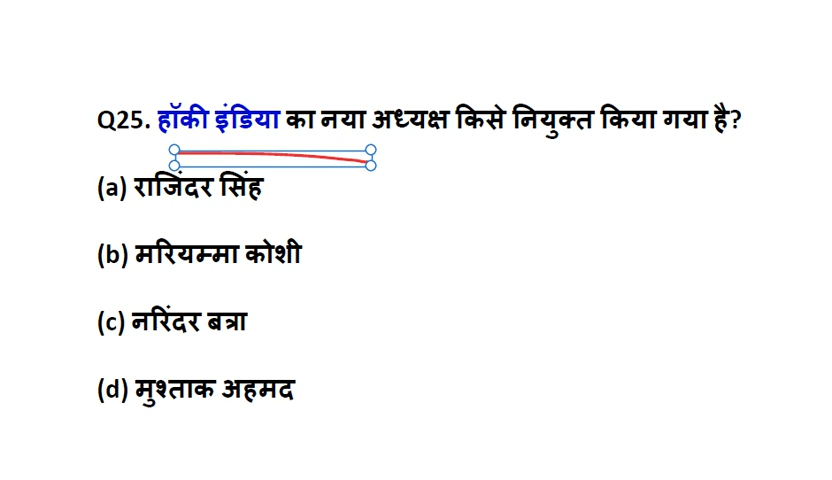 Q25. हॉकी इंडिया का नया अध्यक्ष किसे नियुक्त किया गया है?
(a) राजिंदर सिंह
(b) मरियम्मा कोशी
(c) नरिंदर बत्रा
(d) मुश्ताक अहमद